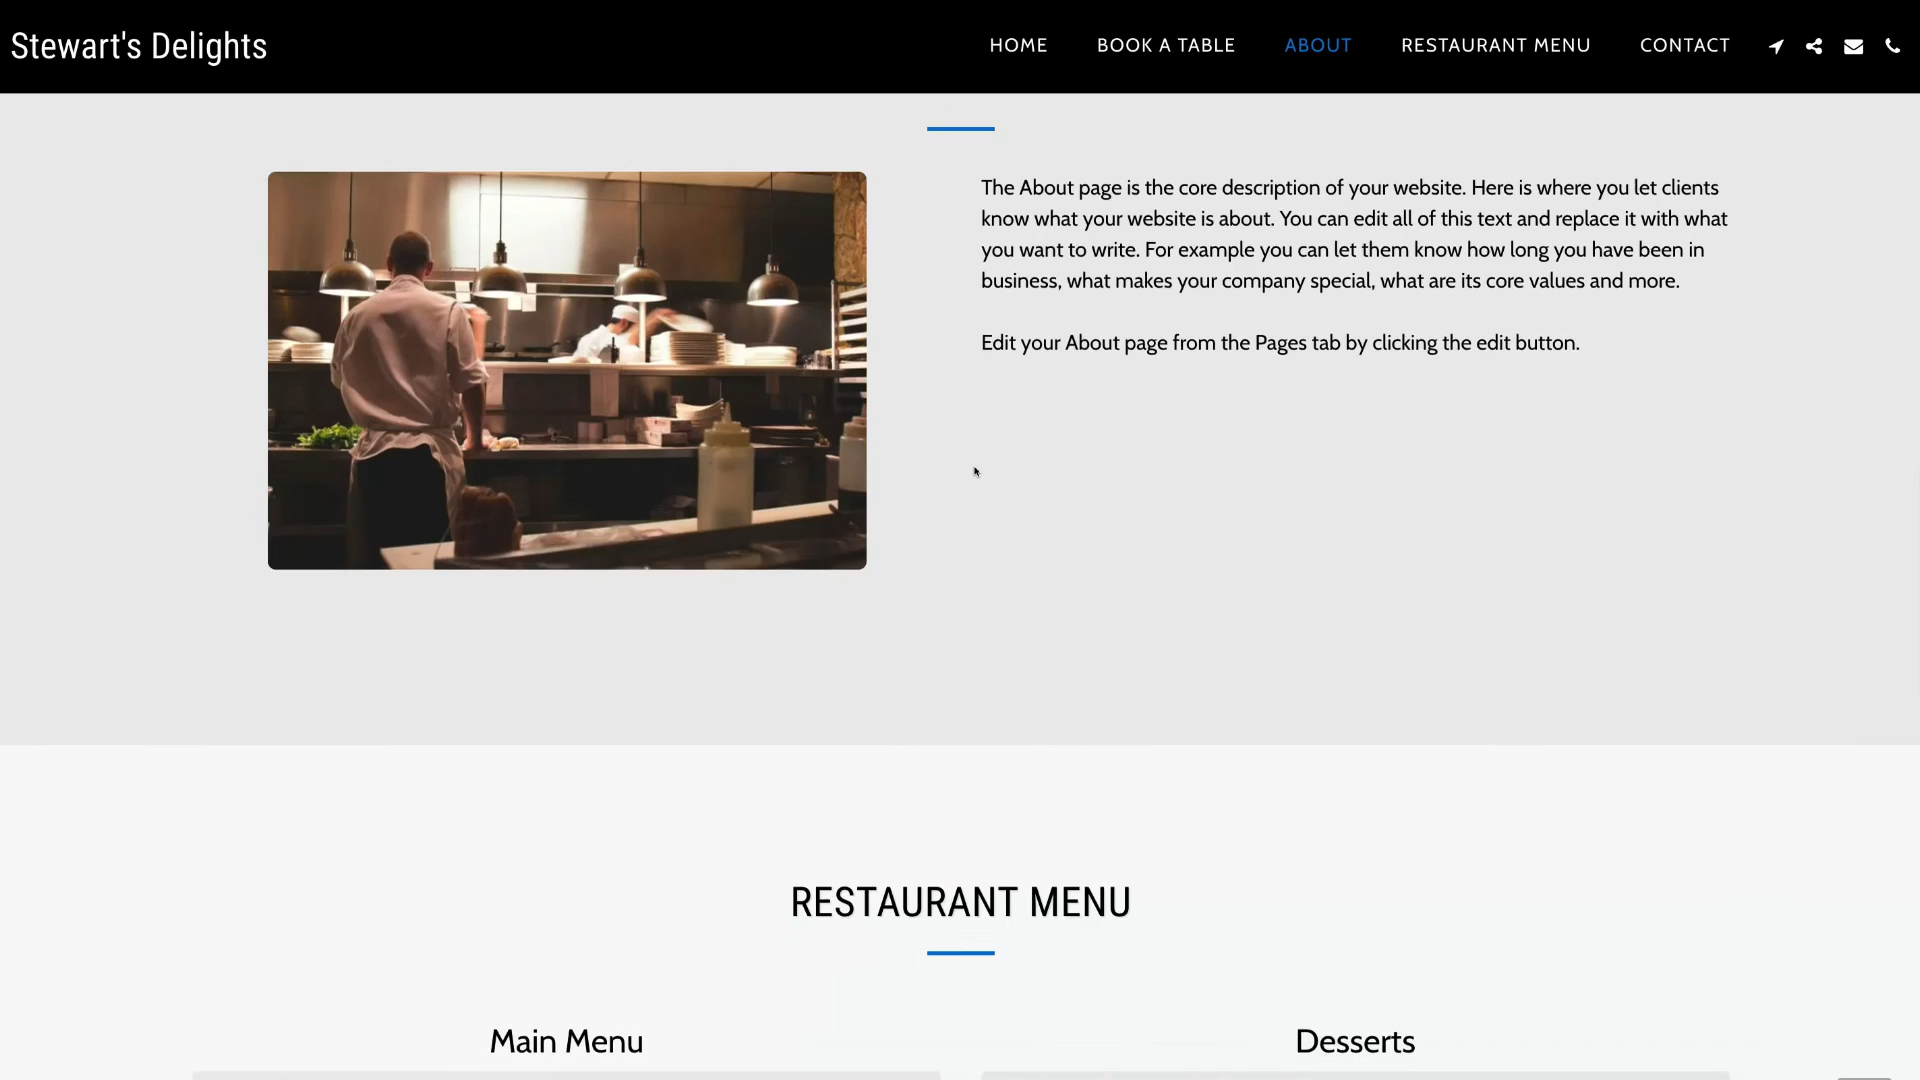 Stewart's Delights
HOME
BOOK A TABLE
ABOUT
RESTAURANT MENU
CONTACT
The About page is the core description of your website. Here is where you let clients
know what your website is about. You can edit all of this text and replace it with what
you want to write. For example you can let them know how long you have been in
business, what makes your company special, what are its core values and more.
Edit your About page from the Pages tab by clicking the edit button.
RESTAURANT MENU
Main Menu
Desserts